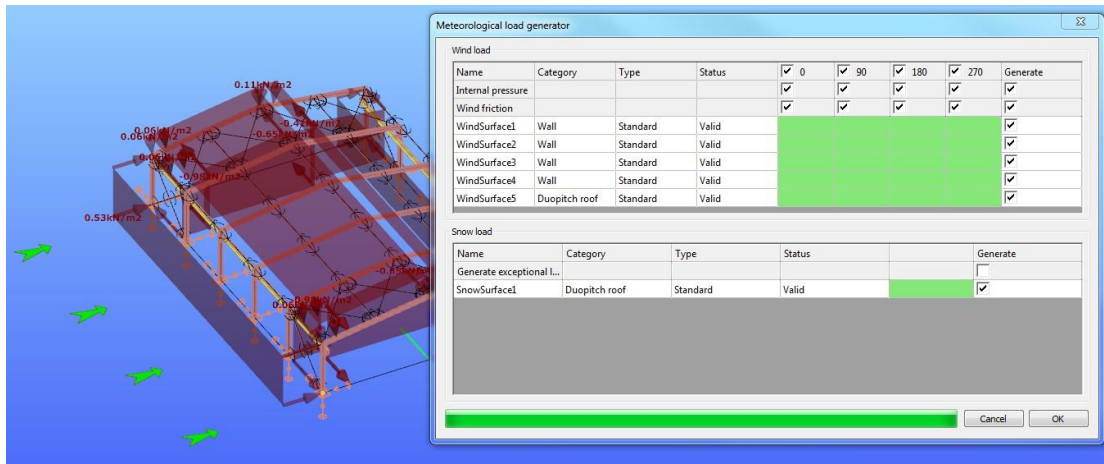 Meteorological load generator
Wind load
Name Category Type Status 0 90 180 270 Generate
Internal pressure
Wind friction
WindSurface1 Wall Standard Valid
WindSurface2 Wall Standard Valid
WindSurface3 Wall Standard Valid
WindSurface4 Wall Standard Valid
WindSurface5 Duopitch roof Standard Valid
Snow load
Name Category Type Status Generate
Generate exceptional l...
SnowSurface1 Duopitch roof Standard Valid
Cancel OK
0.11kN/m2
0.06kN/m2
0.53kN/m2